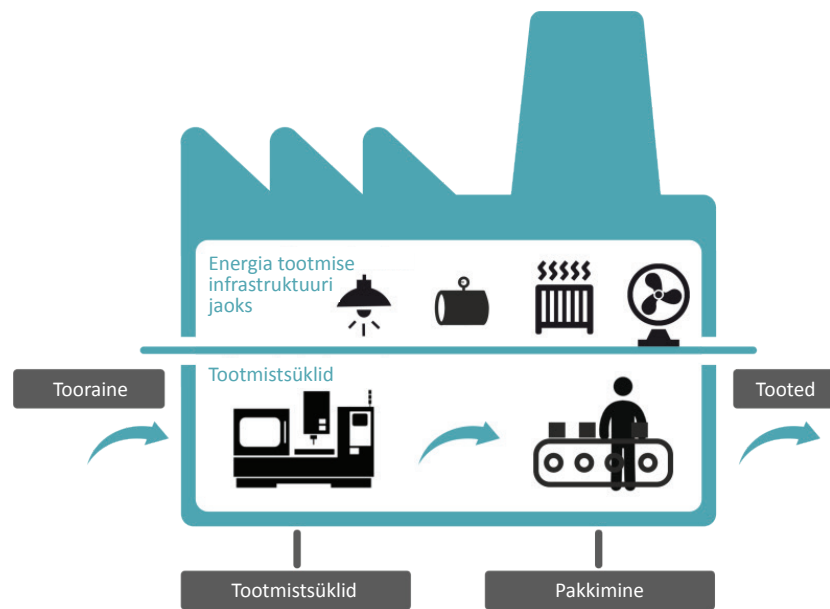 Energia tootmise
infrastruktuuri
jaoks
Tootmistsüklid
Tooraine
Tooted
Tootmistsüklid
Pakkimine